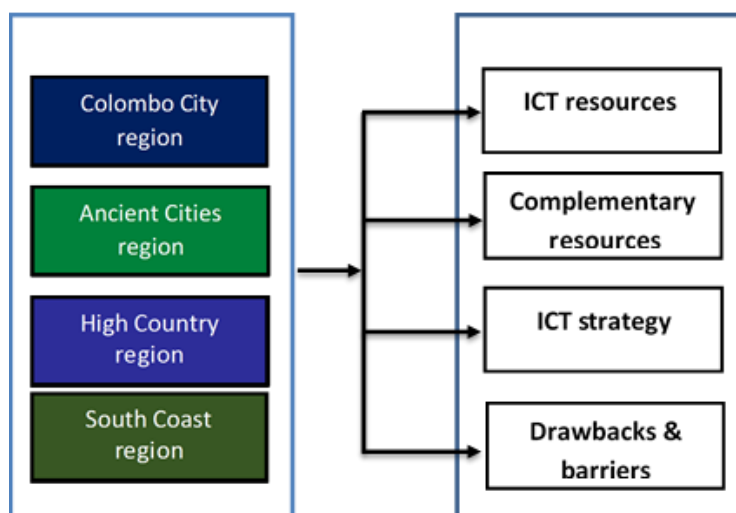 Colombo City
region
Ancient Cities
region
High Country
region
South Coast
region
ICT resources
Complementary
resources
ICT strategy
Drawbacks &
barriers